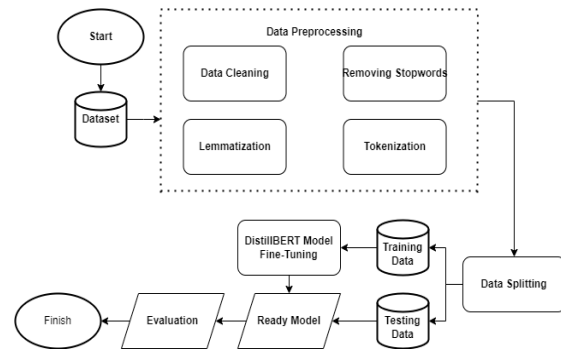 Start
Data Preprocessing
Data Cleaning
Removing Stopwords
Dataset
Lemmatization
Tokenization
DistillBERT Model
Fine-Tuning
Training
Data
Data Splitting
Finish
Evaluation
Ready Model
Testing
Data